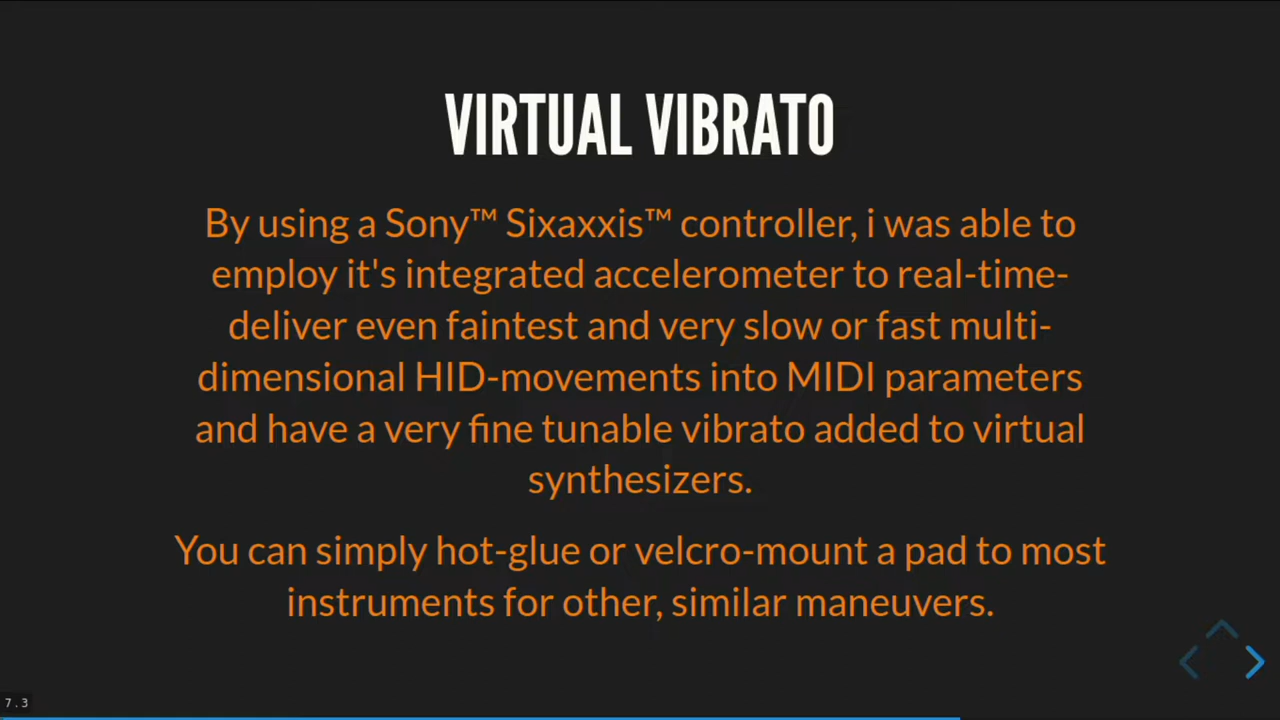 VIRTUAL VIBRATO
By using a Sony™ Sixaxxis™ controller, i was able to
employ it's integrated accelerometer to real-time-
deliver even faintest and very slow or fast multi-
dimensional HID-movements into MIDI parameters
and have a very fine tunable vibrato added to virtual
synthesizers.
You can simply hot-glue or velcro-mount a pad to most
instruments for other, similar maneuvers.
7.3